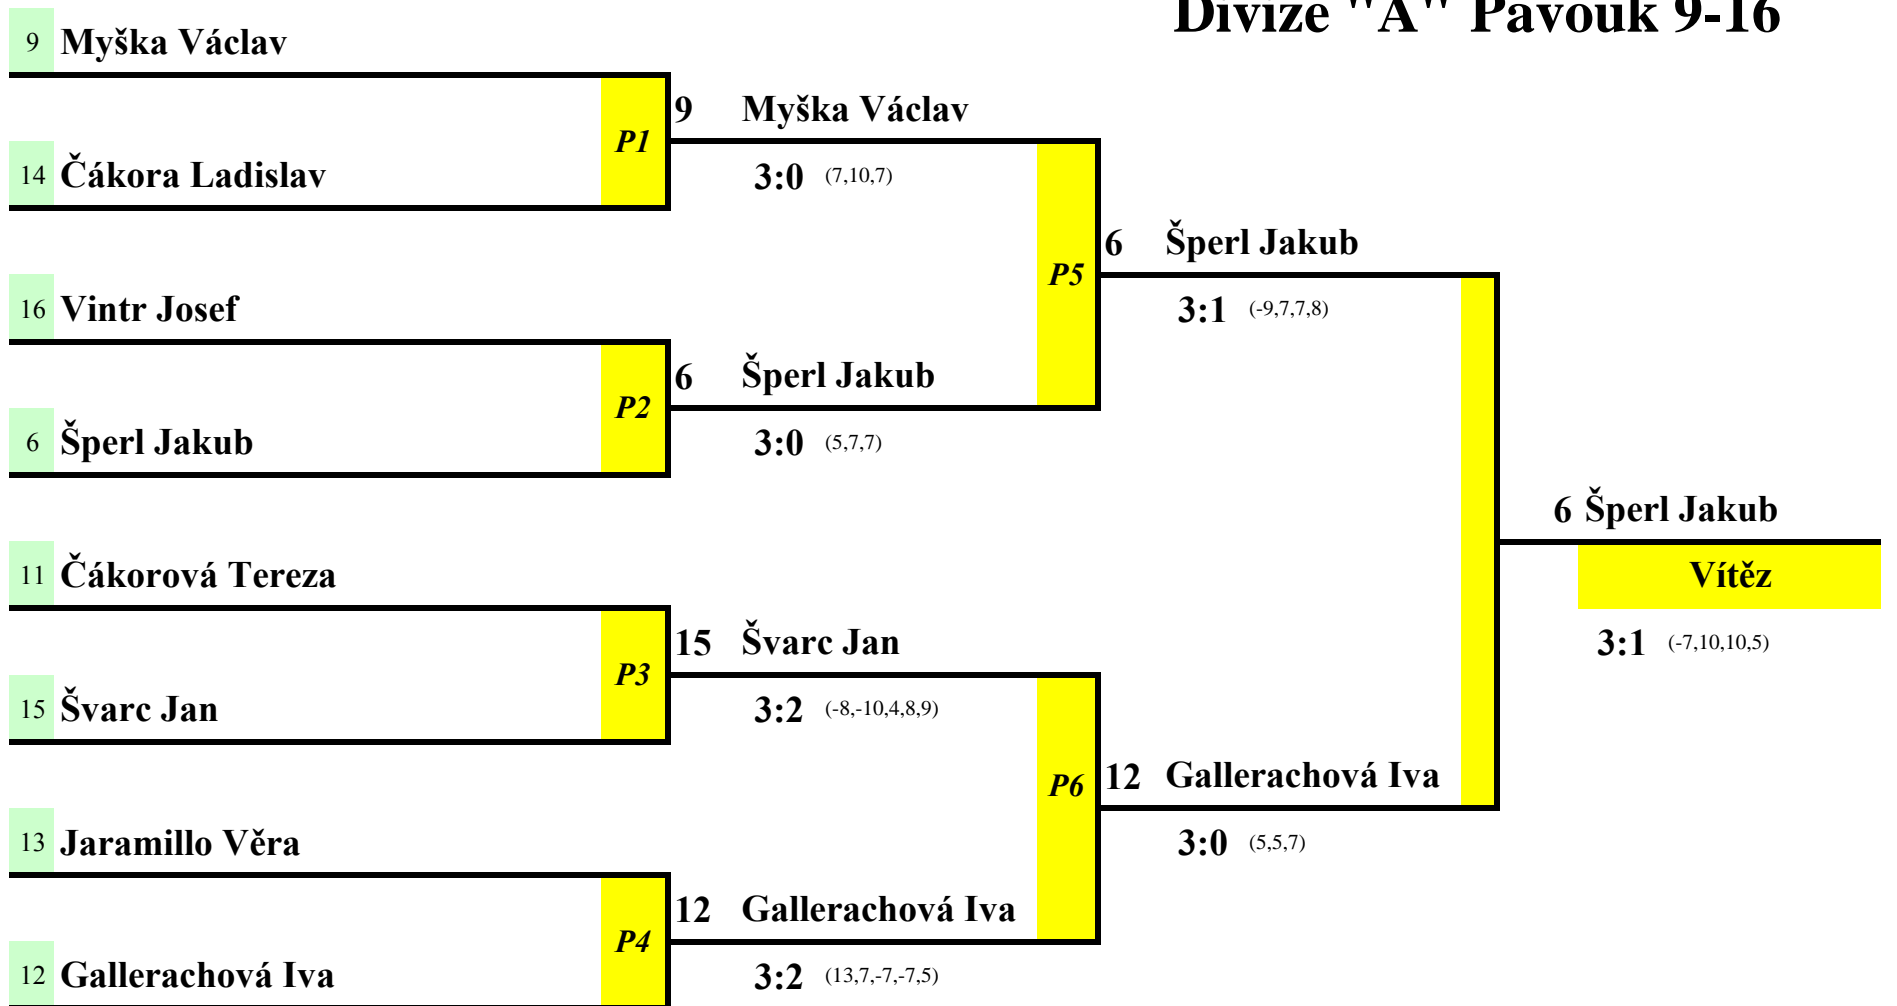 Divize "A" Pavouk 9-16
9 Myška Václav
P1
9 Myška Václav
14 Čákora Ladislav
3:0 (7,10,7)
P5
6 Šperl Jakub
16 Vintr Josef
3:1 (-9,7,7,8)
P2
6 Šperl Jakub
6 Šperl Jakub
3:0 (5,7,7)
6 Šperl Jakub
Vítěz
3:1 (-7,10,10,5)
11 Čákorová Tereza
P3
15 Švarc Jan
15 Švarc Jan
3:2 (-8,-10,4,8,9)
P6
12 Gallerachová Iva
13 Jaramillo Věra
3:0 (5,5,7)
P4
12 Gallerachová Iva
12 Gallerachová Iva
3:2 (13,7,-7,-7,5)